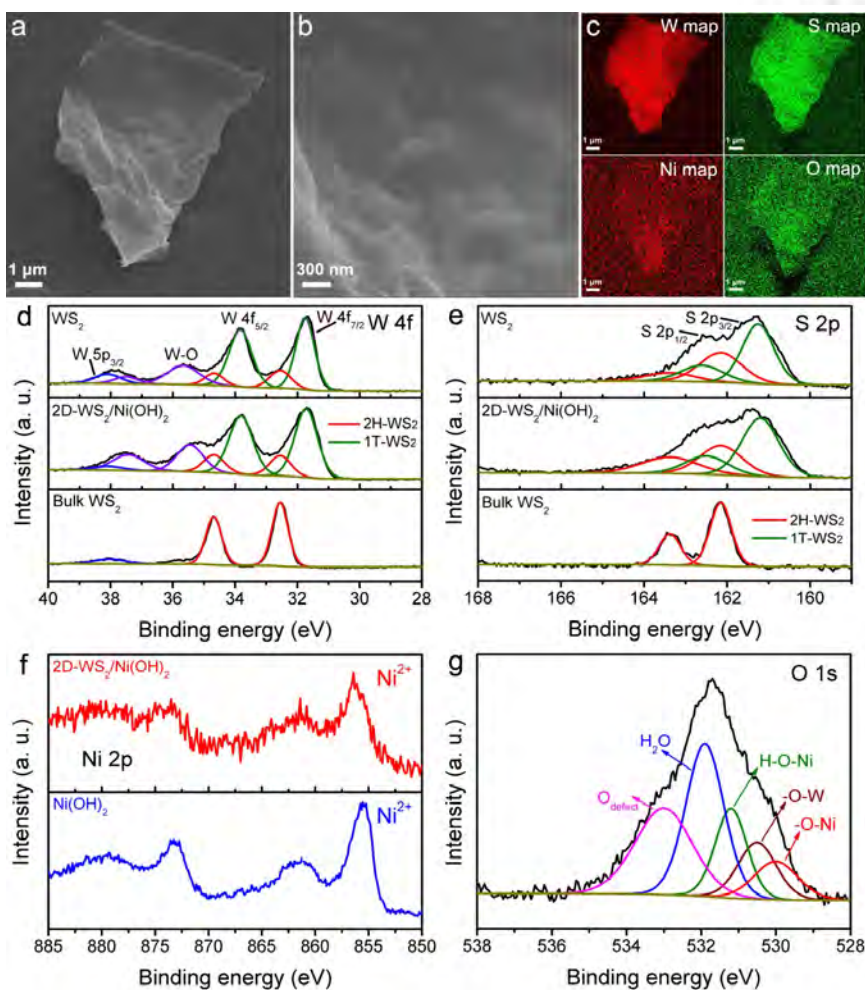 a
1 µm
b
300 nm
c
W map
1 µm
S map
1 µm
Ni map
1 µm
O map
1 µm
d
WS₂
W 4f₅/₂
W 4f₇/₂
W 4f
W 5p₃/₂
W-O
2D-WS₂/Ni(OH)₂
2H-WS₂
1T-WS₂
Bulk WS₂
Intensity (a. u.)
40 38 36 34 32 30 28
Binding energy (eV)
e
WS₂
S 2p₃/₂
S 2p₁/₂
S 2p
2D-WS₂/Ni(OH)₂
Bulk WS₂
2H-WS₂
1T-WS₂
Intensity (a. u.)
168 166 164 162 160
Binding energy (eV)
f
2D-WS₂/Ni(OH)₂
Ni²⁺
Ni 2p
Ni(OH)₂
Ni²⁺
Intensity (a. u.)
885 880 875 870 865 860 855 850
Binding energy (eV)
g
O 1s
H₂O
H-O-Ni
O defect
-O-W
-O-Ni
Intensity (a. u.)
538 536 534 532 530 528
Binding energy (eV)